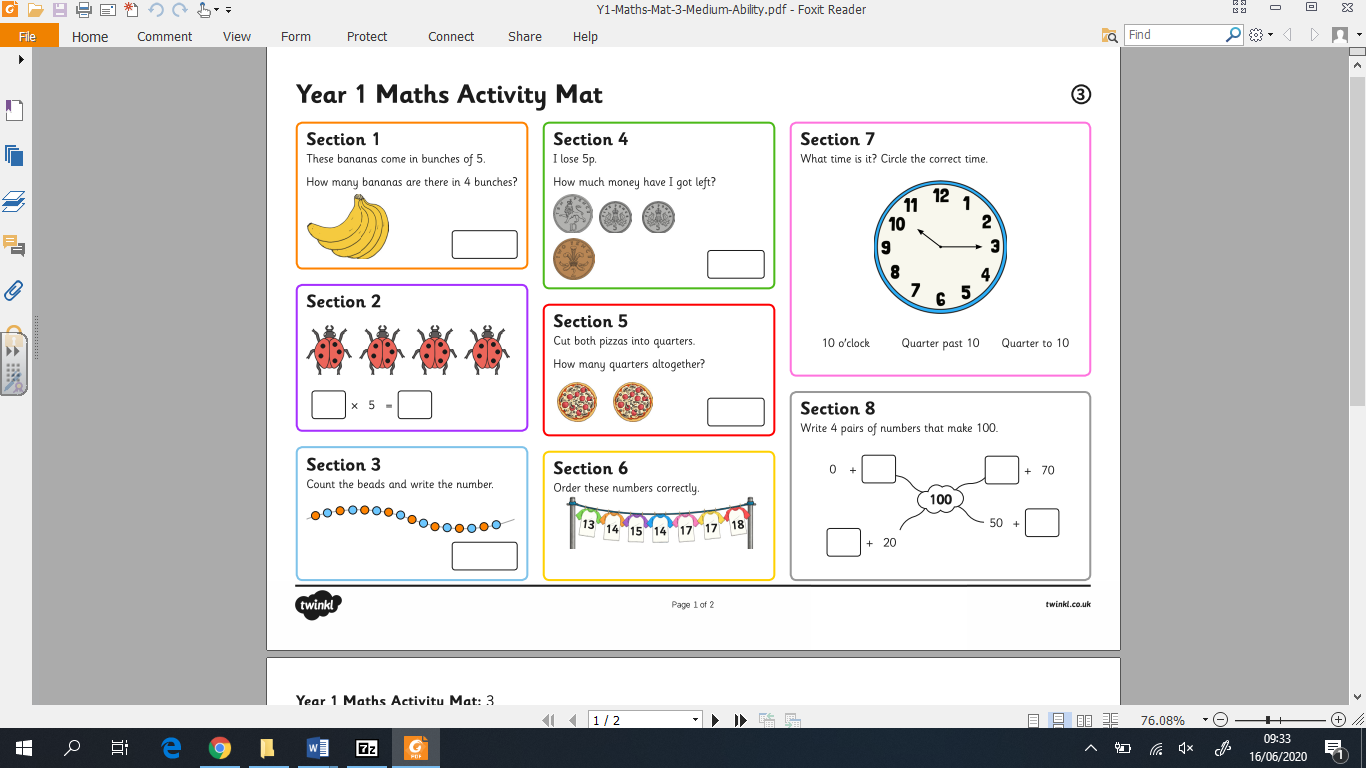 Y1-Maths-Mat-3-Medium-Ability.pdf - Foxit Reader
File Home Comment View Form Protect Connect Share Help
Find
Year 1 Maths Activity Mat
3
Section 1
These bananas come in bunches of 5.
How many bananas are there in 4 bunches?
Section 2
× 5 =
Section 3
Count the beads and write the number.
Section 4
I lose 5p.
How much money have I got left?
Section 5
Cut both pizzas into quarters.
How many quarters altogether?
Section 6
Order these numbers correctly.
13 14 15 14 17 17 18
Section 7
What time is it? Circle the correct time.
12
1
2
3
4
5
6
7
8
9
10
11
10 o'clock Quarter past 10 Quarter to 10
Section 8
Write 4 pairs of numbers that make 100.
0 +
+ 70
100
50 +
+ 20
twinkl
Page 1 of 2
twinkl.co.uk
Year 1 Maths Activity Mat: 3
1 / 2
76.08%
09:33
16/06/2020